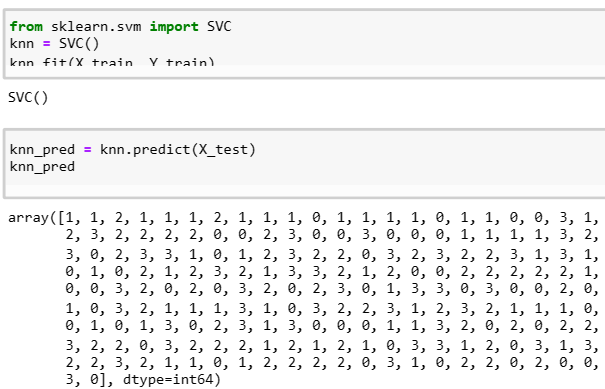 from sklearn.svm import SVC
knn = SVC()
knn.fit(X_train, Y_train)
SVC()
knn_pred = knn.predict(X_test)
knn_pred
array([1, 1, 2, 1, 1, 1, 2, 1, 1, 1, 0, 1, 1, 1, 1, 0, 1, 1, 0, 0, 3, 1,
2, 3, 2, 2, 2, 2, 0, 0, 2, 3, 0, 0, 3, 0, 0, 0, 1, 1, 1, 1, 3, 2,
3, 0, 2, 3, 3, 1, 0, 1, 2, 3, 2, 2, 0, 3, 2, 3, 2, 2, 3, 1, 3, 1,
0, 1, 0, 2, 1, 2, 3, 2, 1, 3, 3, 2, 1, 2, 0, 0, 2, 2, 2, 2, 2, 1,
0, 0, 3, 2, 0, 2, 0, 3, 2, 0, 2, 3, 0, 1, 3, 3, 0, 3, 0, 0, 2, 0,
1, 0, 3, 2, 1, 1, 1, 3, 1, 0, 3, 2, 2, 3, 1, 2, 3, 2, 1, 1, 1, 0,
0, 1, 0, 1, 3, 0, 2, 3, 1, 3, 0, 0, 0, 1, 1, 3, 2, 0, 2, 0, 2, 2,
3, 2, 2, 0, 3, 2, 2, 2, 1, 2, 1, 2, 1, 0, 3, 3, 1, 2, 0, 3, 1, 3,
2, 2, 3, 2, 1, 1, 0, 1, 2, 2, 2, 2, 0, 3, 1, 0, 2, 2, 0, 2, 0, 0,
3, 0], dtype=int64)